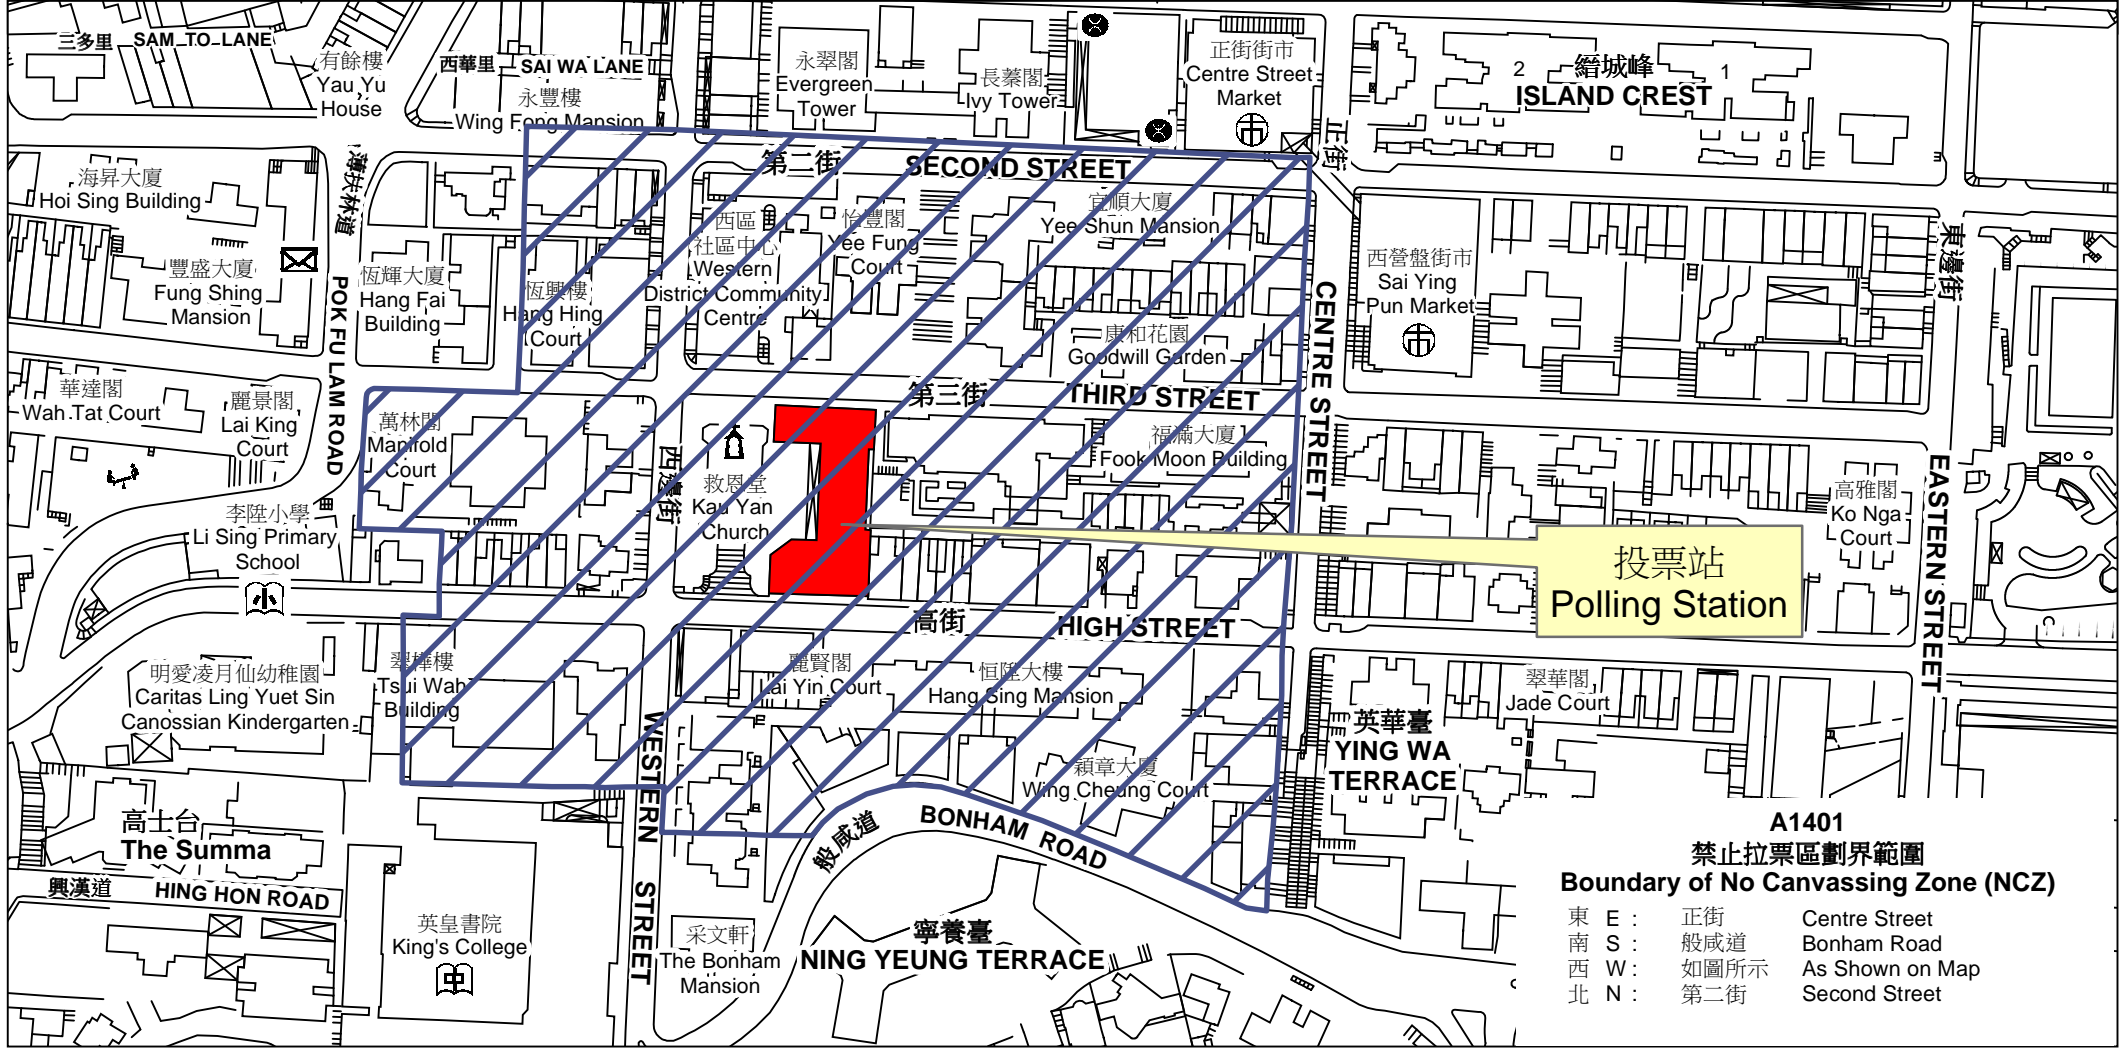 三多里 SAM TO LANE
有餘樓
Yau Yu
House
西華里 SAI WA LANE
永豐樓
Wing Fong Mansion
永翠閣
Evergreen
Tower
長蓁閣
Ivy Tower
正街街市
Centre Street
Market
正街
2 縉城峰 1
ISLAND CREST
海昇大廈
Hoi Sing Building
薄扶林道
豐盛大廈
Fung Shing
Mansion
恆輝大廈
Hang Fai
Building
POK FU LAM ROAD
第二街 SECOND STREET
西區
社區中心
Western
District Community
Centre
怡豐閣
Yee Fung
Court
宜順大廈
Yee Shun Mansion
恆興樓
Hang Hing
Court
康和花園
Goodwill Garden
CENTRE STREET
西營盤街市
Sai Ying
Pun Market
東邊街
華達閣
Wah Tat Court
麗景閣
Lai King
Court
萬林閣
Manifold
Court
第三街 THIRD STREET
福滿大廈
Fook Moon Building
西邊街
救恩堂
Kau Yan
Church
李陞小學
Li Sing Primary
School
高雅閣
Ko Nga
Court
EASTERN STREET
投票站
Polling Station
高街 HIGH STREET
明愛凌月仙幼稚園
Caritas Ling Yuet Sin
Canossian Kindergarten
翠樺樓
Tsui Wah
Building
麗賢閣
Lai Yin Court
恒陞大樓
Hang Sing Mansion
翠華閣
Jade Court
英華臺
YING WA
TERRACE
穎章大廈
Wing Cheung Court
WESTERN STREET
高士台
The Summa
興漢道 HING HON ROAD
般咸道 BONHAM ROAD
英皇書院
King's College
采文軒
The Bonham
Mansion
寧養臺
NING YEUNG TERRACE
A1401
禁止拉票區劃界範圍
Boundary of No Canvassing Zone (NCZ)
東 E : 正街 Centre Street
南 S : 般咸道 Bonham Road
西 W : 如圖所示 As Shown on Map
北 N : 第二街 Second Street